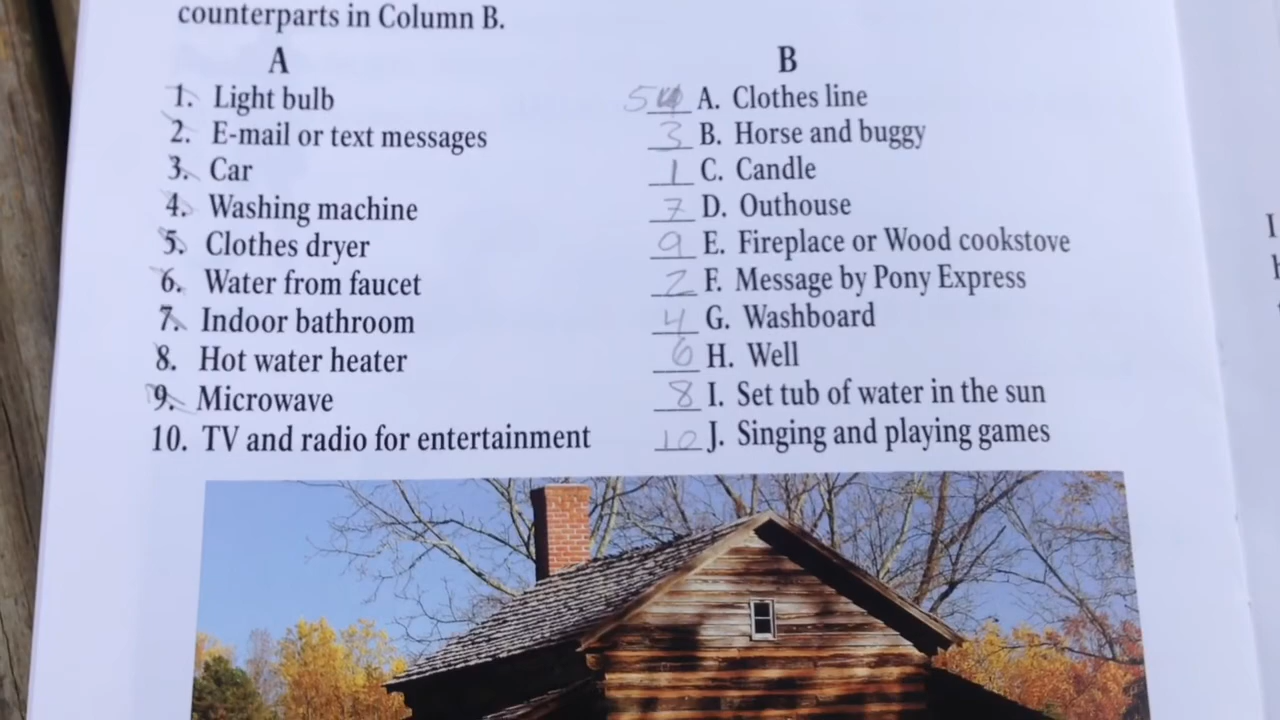 counterparts in Column B.
A
1. Light bulb
2. E-mail or text messages
3. Car
4. Washing machine
5. Clothes dryer
6. Water from faucet
7. Indoor bathroom
8. Hot water heater
9. Microwave
10. TV and radio for entertainment
B
5 A. Clothes line
3 B. Horse and buggy
1 C. Candle
7 D. Outhouse
9 E. Fireplace or Wood cookstove
2 F. Message by Pony Express
4 G. Washboard
6 H. Well
8 I. Set tub of water in the sun
10 J. Singing and playing games